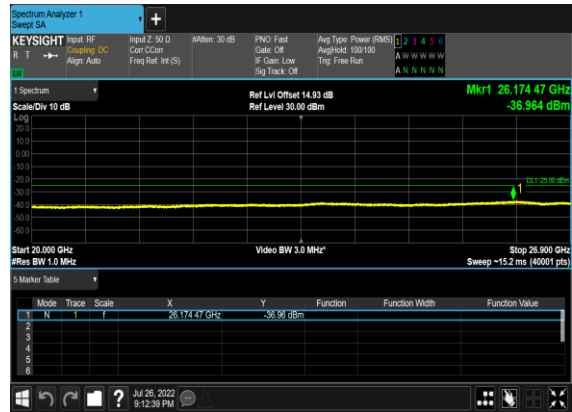 Spectrum Analyzer 1
Swept SA
+
KEYSIGHT Input: RF Input Z: 50 Ω #Atten: 30 dB PNO: Fast Avg Type: Power (RMS) 1 2 3 4 5 6
R T Coupling: DC Corr CCorr Gate: Off Avg|Hold: 100/100 A W W W W W
Align: Auto Freq Ref: Int (S) IF Gain: Low Trig: Free Run
Sig Track: Off A N N N N N
1 Spectrum Ref Lvl Offset 14.93 dB Mkr1 26.174 47 GHz
Scale/Div 10 dB Ref Level 30.00 dBm -36.964 dBm
Log
20.0
10.0
0.00
-10.0
-20.0 DL1 -25.00 dBm
-30.0 1
-40.0
-50.0
-60.0
Start 20.000 GHz Video BW 3.0 MHz* Stop 26.900 GHz
#Res BW 1.0 MHz Sweep ~15.2 ms (40001 pts)
5 Marker Table
Mode Trace Scale X Y Function Function Width Function Value
1 N 1 f 26.174 47 GHz -36.96 dBm
2
3
4
5
6
? Jul 26, 2022
9:12:39 PM